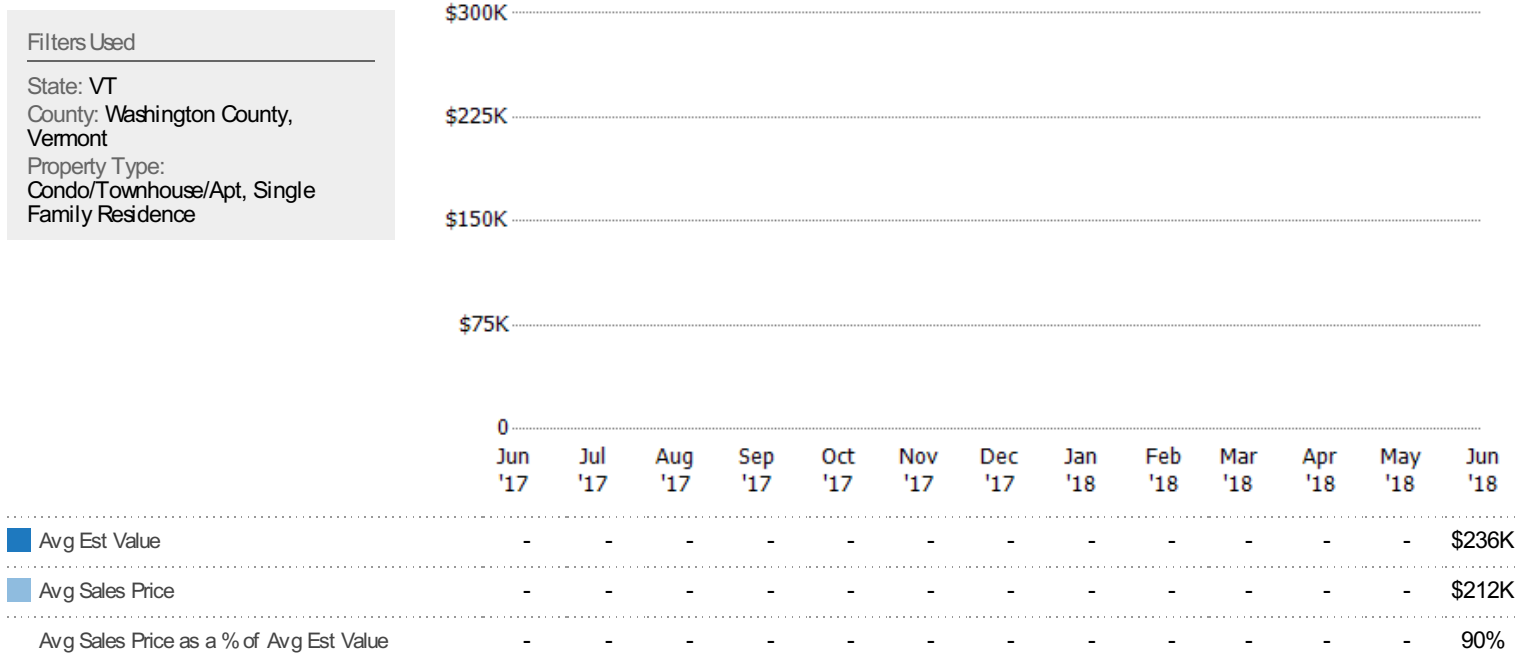 Filters Used
State: VT
County: Washington County,
Vermont
Property Type:
Condo/Townhouse/Apt, Single
Family Residence
$300K
$225K
$150K
$75K
0
Jun Jul Aug Sep Oct Nov Dec Jan Feb Mar Apr May Jun
'17 '17 '17 '17 '17 '17 '17 '18 '18 '18 '18 '18 '18
Avg Est Value - - - - - - - - - - - - $236K
Avg Sales Price - - - - - - - - - - - - $212K
Avg Sales Price as a % of Avg Est Value - - - - - - - - - - - - 90%